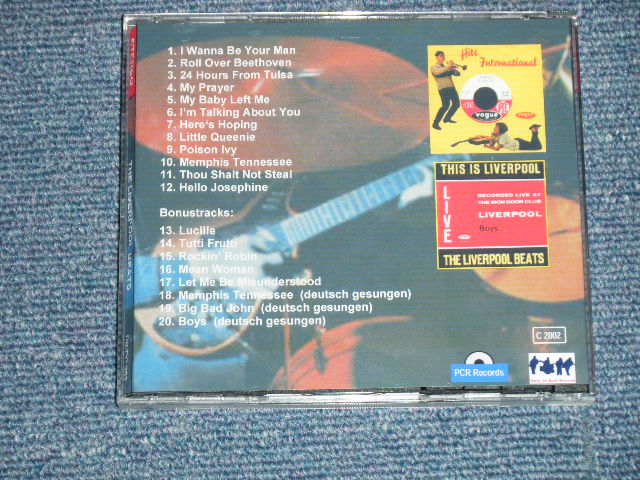 1. I Wanna Be Your Man
2. Roll Over Beethoven
3. 24 Hours From Tulsa
4. My Prayer
5. My Baby Left Me
6. I'm Talking About You
7. Here's Hoping
8. Little Queenie
9. Poison Ivy
10. Memphis Tennessee
11. Thou Shalt Not Steal
12. Hello Josephine
Bonustracks:
13. Lucille
14. Tutti Frutti
15. Rockin' Robin
16. Mean Woman
17. Let Me Be Misunderstood
18. Memphis Tennessee (deutsch gesungen)
19. Big Bad John (deutsch gesungen)
20. Boys (deutsch gesungen)
Hits
International
vogue
THIS IS LIVERPOOL
LIVE
RECORDED LIVE AT
THE IRON DOOR CLUB
LIVERPOOL
Boys
THE LIVERPOOL BEATS
C 2002
PCR Records
STEREO
THE LIVERPOOL BEATS